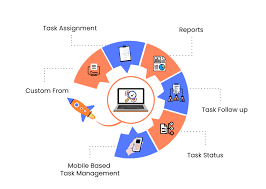 Task Assignment
Reports
Custom From
Task Follow up
Task Status
Mobile Based
Task Management